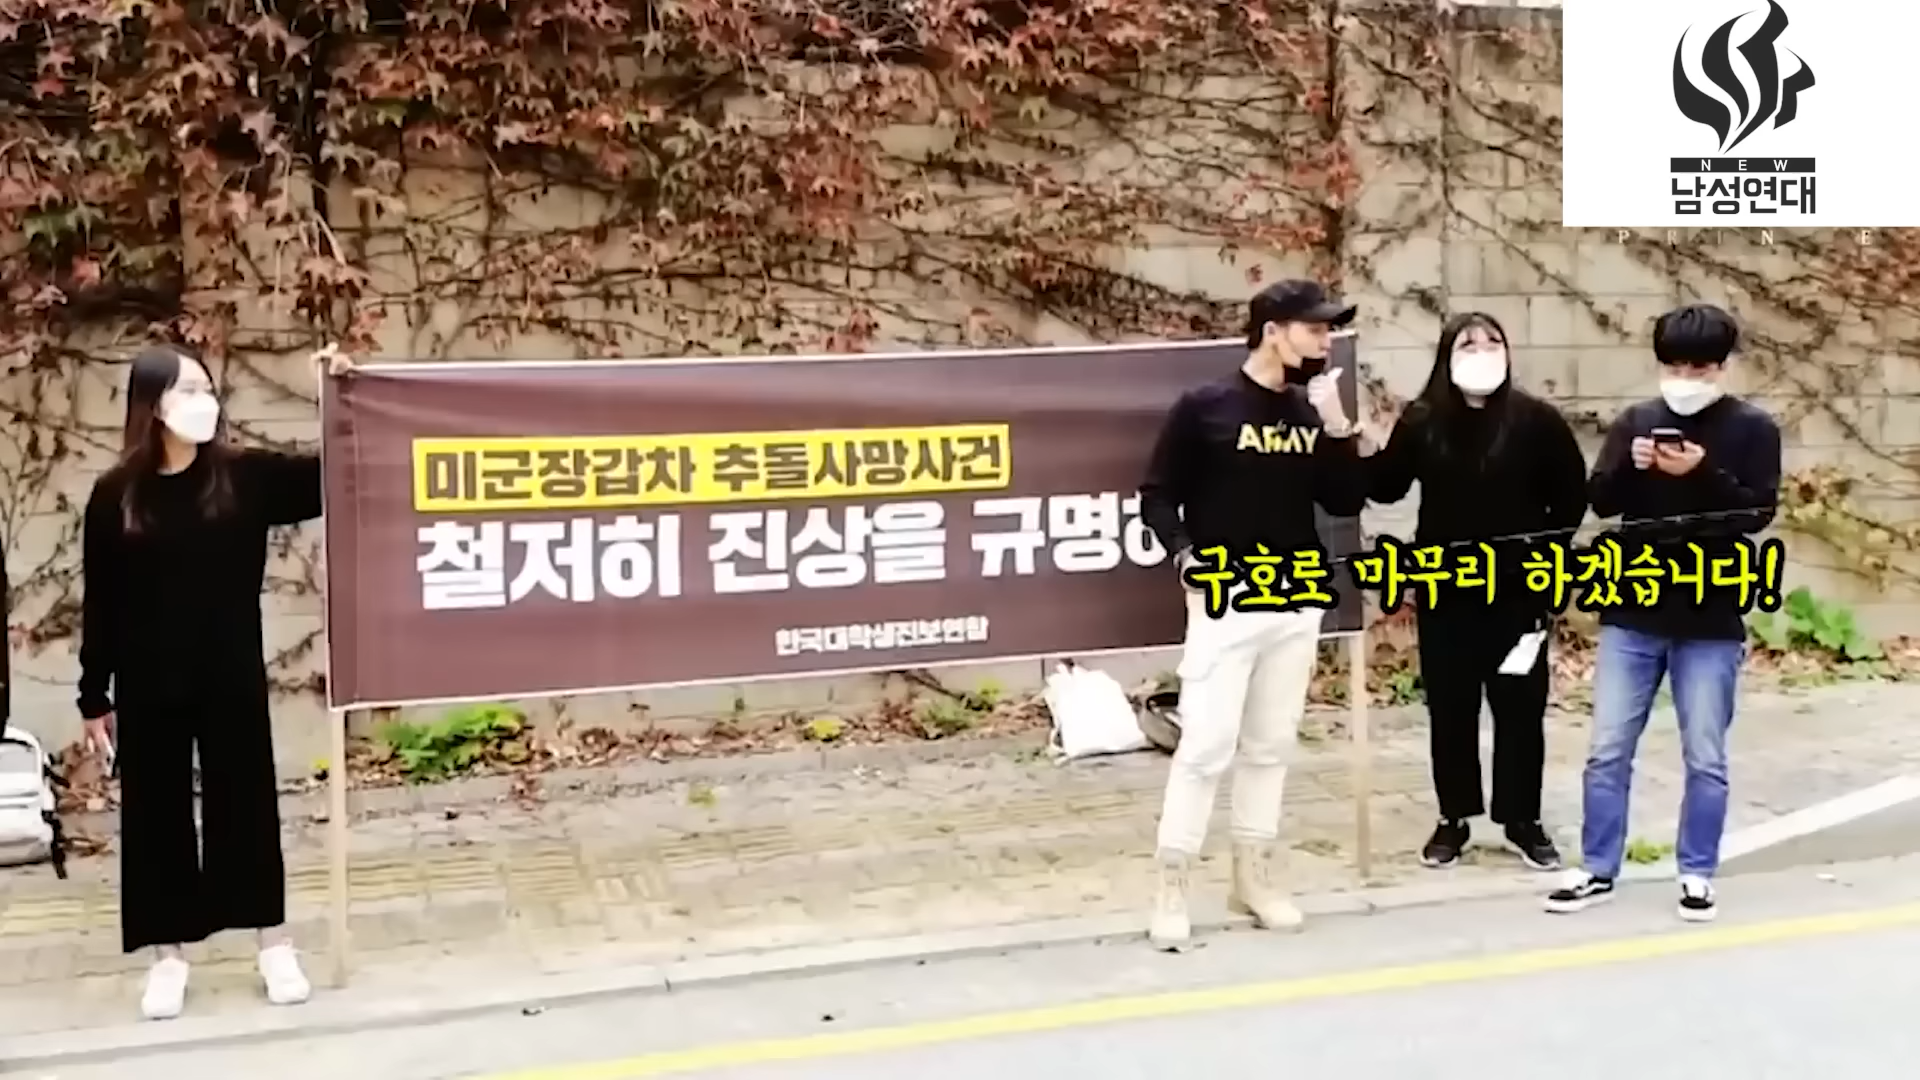 NEW
남성연대
PRIN E
ARMY
미군장갑차 추돌사망사건
철저히 진상을 규명하
한국대학생진보연합
구호로 마무리 하겠습니다!